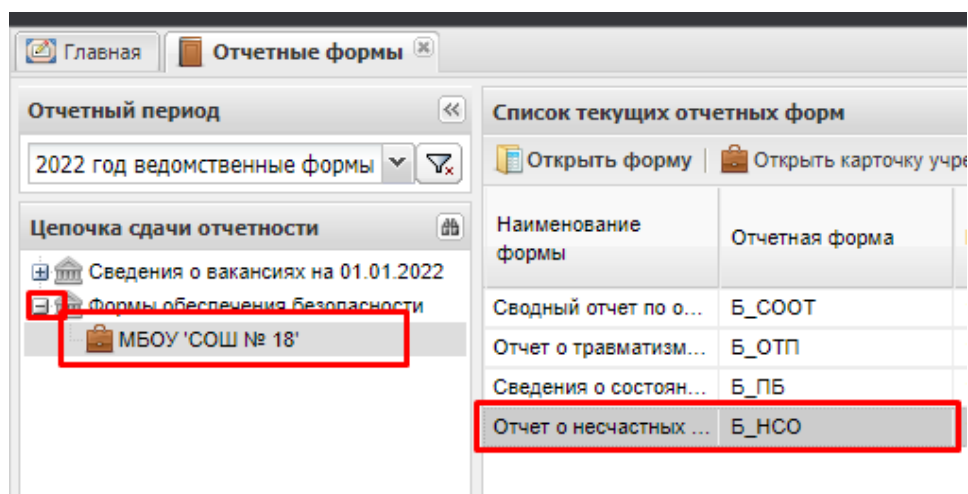 Главная
Отчетные формы
Отчетный период
2022 год ведомственные формы
Цепочка сдачи отчетности
Сведения о вакансиях на 01.01.2022
Формы обеспечения безопасности
МБОУ 'СОШ № 18'
Список текущих отчетных форм
Открыть форму
Открыть карточку учре
Наименование
формы
Отчетная форма
Сводный отчет по о... Б_СООТ
Отчет о травматизм... Б_ОТП
Сведения о состоян... Б_ПБ
Отчет о несчастных ... Б_НСО